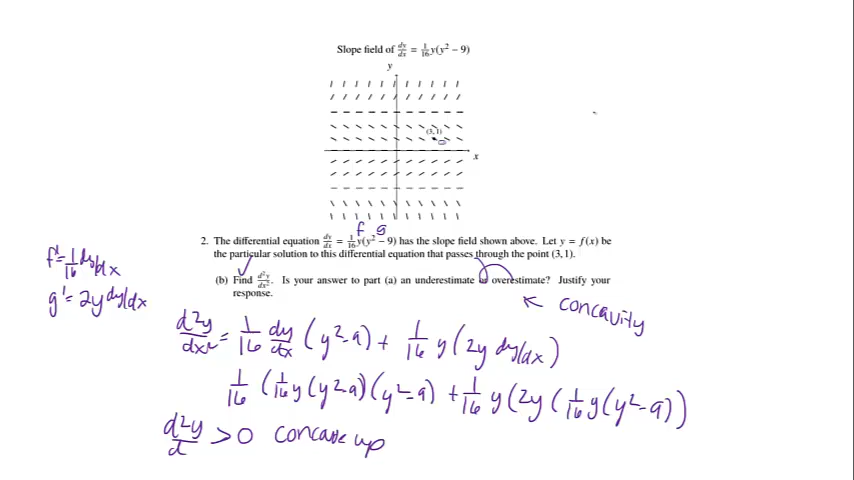 Slope field of dy/dx = 1/16 y(y² − 9)
y
(3, 1)
x
f g
2. The differential equation dy/dx = 1/16 y(y² − 9) has the slope field shown above. Let y = f(x) be
the particular solution to this differential equation that passes through the point (3, 1).
(b) Find d²y/dx². Is your answer to part (a) an underestimate or overestimate? Justify your
response.
f' = 1/16 dy/dx
g' = 2y dy/dx
← concavity
d²y/dx² = 1/16 dy/dx (y²-9) + 1/16 y (2y dy/dx)
1/16 (1/16 y (y²-9)(y²-9) + 1/16 y (2y (1/16 y (y²-9))
d²y/d > 0 concave up